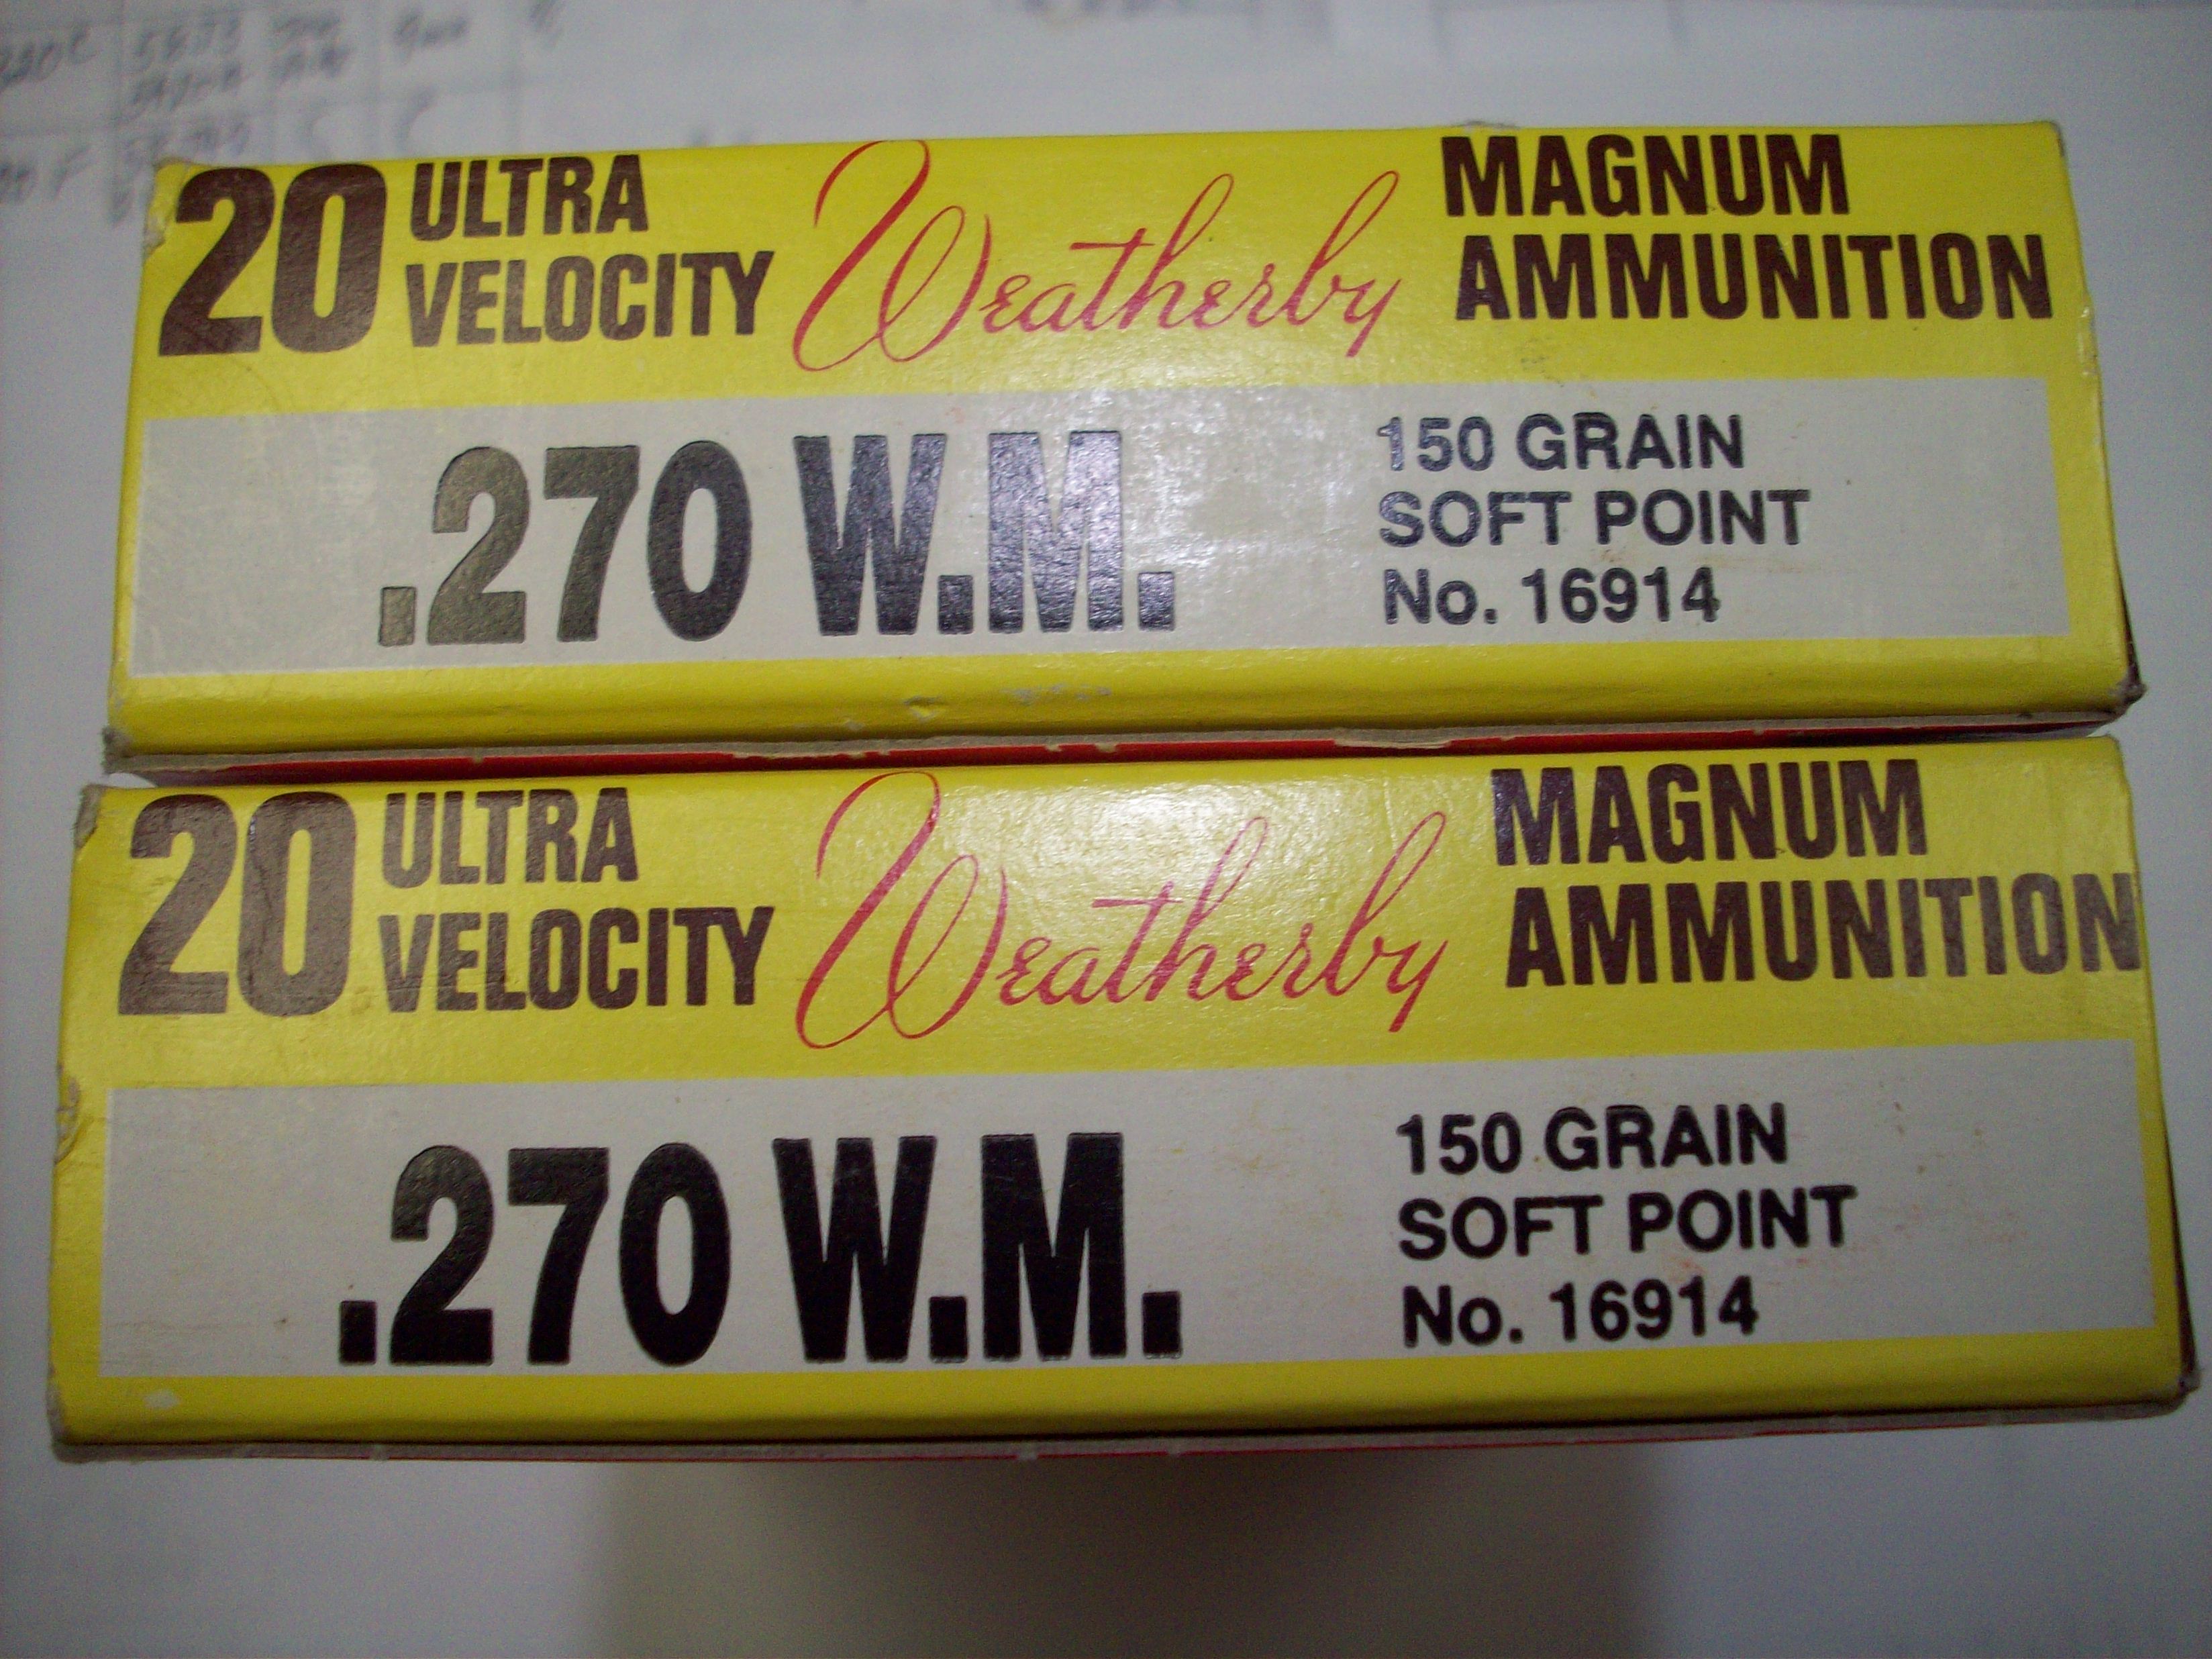 20 ULTRA VELOCITY Weatherby MAGNUM AMMUNITION
.270 W.M.
150 GRAIN
SOFT POINT
No. 16914
20 ULTRA VELOCITY Weatherby MAGNUM AMMUNITION
.270 W.M.
150 GRAIN
SOFT POINT
No. 16914